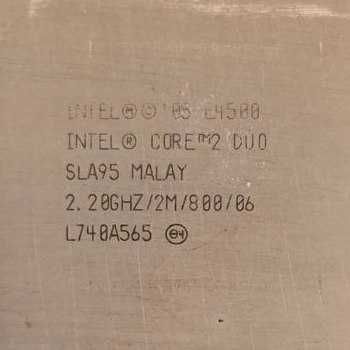 INTEL® © '05 E4500
INTEL® CORE™2 DUO
SLA95 MALAY
2.20GHZ/2M/800/06
L740A565 e4